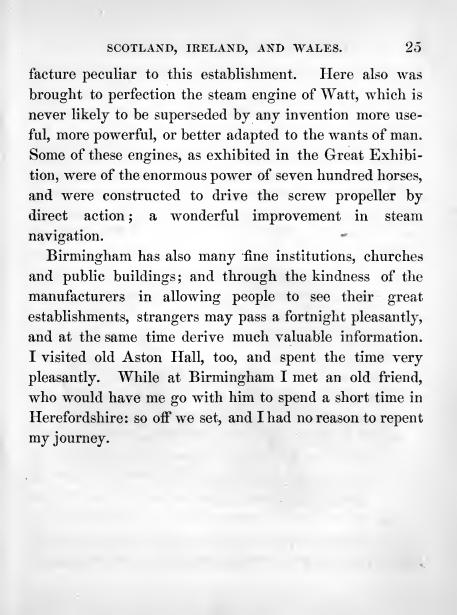 SCOTLAND, IRELAND, AND WALES. 25
facture peculiar to this establishment. Here also was
brought to perfection the steam engine of Watt, which is
never likely to be superseded by any invention more use-
ful, more powerful, or better adapted to the wants of man.
Some of these engines, as exhibited in the Great Exhibi-
tion, were of the enormous power of seven hundred horses,
and were constructed to drive the screw propeller by
direct action; a wonderful improvement in steam
navigation.
Birmingham has also many fine institutions, churches
and public buildings; and through the kindness of the
manufacturers in allowing people to see their great
establishments, strangers may pass a fortnight pleasantly,
and at the same time derive much valuable information.
I visited old Aston Hall, too, and spent the time very
pleasantly. While at Birmingham I met an old friend,
who would have me go with him to spend a short time in
Herefordshire: so off we set, and I had no reason to repent
my journey.